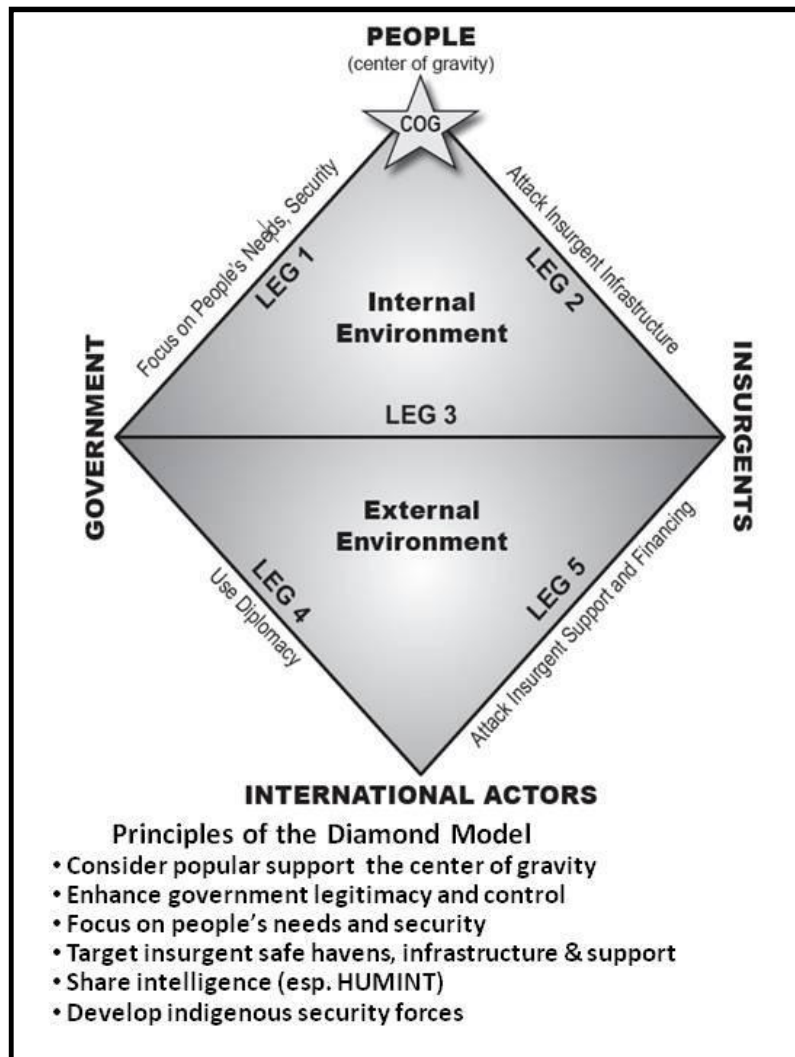 PEOPLE
(center of gravity)
COG
Focus on People's Needs, Security
LEG 1
Attack Insurgent Infrastructure
LEG 2
Internal
Environment
GOVERNMENT
LEG 3
INSURGENTS
External
Environment
LEG 4
Use Diplomacy
LEG 5
Attack Insurgent Support and Financing
INTERNATIONAL ACTORS
Principles of the Diamond Model
• Consider popular support the center of gravity
• Enhance government legitimacy and control
• Focus on people's needs and security
• Target insurgent safe havens, infrastructure & support
• Share intelligence (esp. HUMINT)
• Develop indigenous security forces